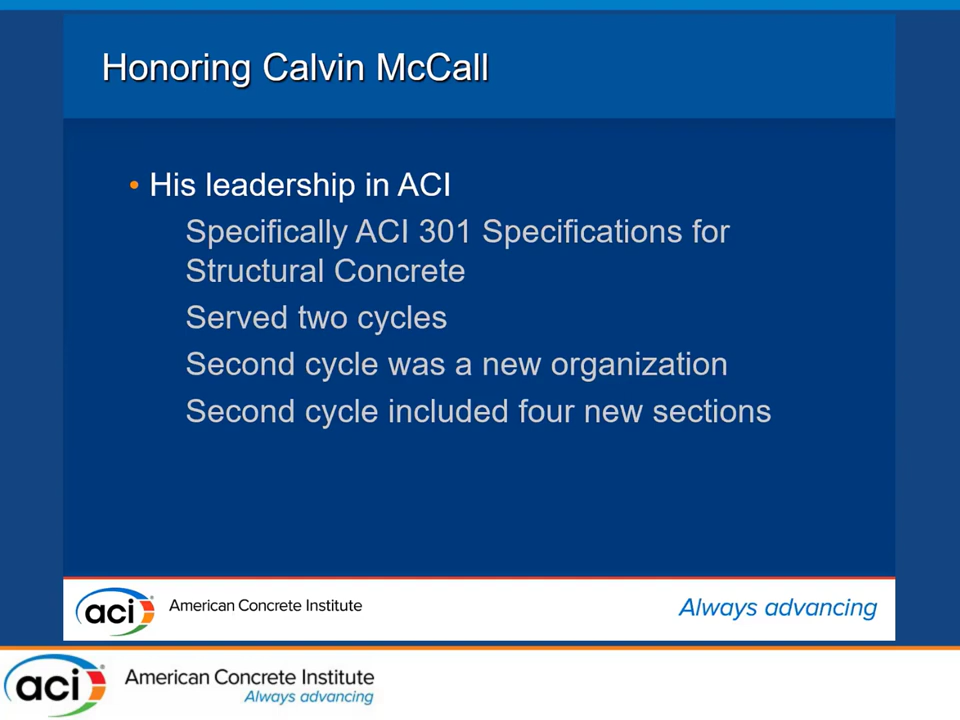 Honoring Calvin McCall
• His leadership in ACI
Specifically ACI 301 Specifications for
Structural Concrete
Served two cycles
Second cycle was a new organization
Second cycle included four new sections
aci American Concrete Institute
Always advancing
aci American Concrete Institute
Always advancing